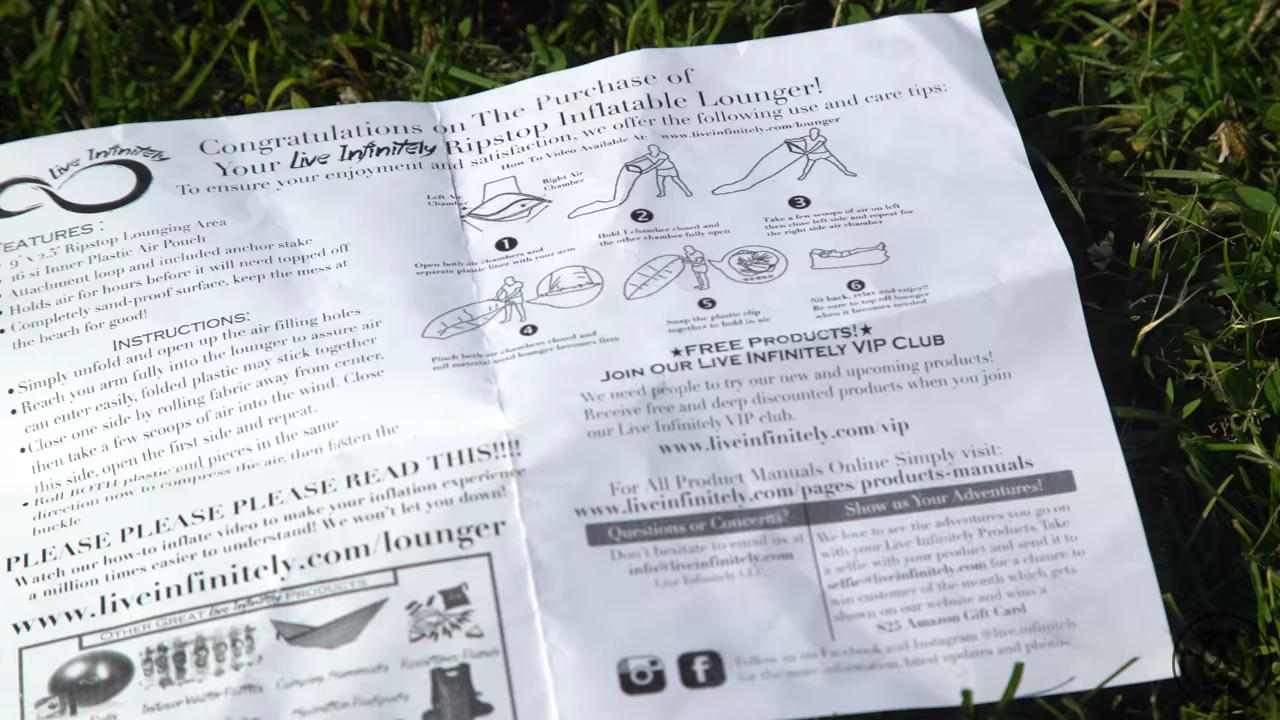 Congratulations on The Purchase of
Your Live Infinitely Ripstop Inflatable Lounger!
To ensure your enjoyment and satisfaction, we offer the following use and care tips:
Live Infinitely
FEATURES -
9' X 2.5' Ripstop Lounging Area
16 si Inner Plastic Air Pouch
• Attachment loop and included anchor stake
• Holds air for hours before it will need topped off
• Completely sand-proof surface, keep the mess at
the beach for good!
INSTRUCTIONS:
• Simply unfold and open up the air filling holes
• Reach you arm fully into the lounger to assure air
can enter easily, folded plastic may stick together
• Close one side by rolling fabric away from center,
then take a few scoops of air into the wind. Close
this side, open the first side and repeat.
• Roll BOTH plastic end pieces in the same
direction now to compress the air, then fasten the
buckle
PLEASE PLEASE PLEASE READ THIS!!!!
Watch our how-to inflate video to make your inflation experience
a million times easier to understand! We won't let you down!
www.liveinfinitely.com/lounger
OTHER GREAT Live Infinitely PRODUCTS
How To Video Available At: www.liveinfinitely.com/lounger
Left Air
Chamber
Right Air
Chamber
1
Open both air chambers and
separate plastic liner with your arm
2
Hold 1 chamber closed and
the other chamber fully open
3
Take a few scoops of air on left
then close left side and repeat for
the right side air chamber
4
Pinch both air chambers closed and
roll material until lounger becomes firm
5
Snap the plastic clip
together to hold in air
6
Sit back, relax and enjoy!!
Be sure to top off lounger
when it becomes needed
★FREE PRODUCTS!★
JOIN OUR LIVE INFINITELY VIP CLUB
We need people to try our new and upcoming products!
Receive free and deep discounted products when you join
our Live Infinitely VIP club.
www.liveinfinitely.com/vip
For All Product Manuals Online Simply visit:
www.liveinfinitely.com/pages/products-manuals
Questions or Concerns?
Don't hesitate to email us at
info@liveinfinitely.com
Live Infinitely LLC.
Show us Your Adventures!
We love to see the adventures you go on
with your Live Infinitely Products. Take
a selfie with your product and send it to
selfie@liveinfinitely.com for a chance to
win customer of the month which gets
shown on our website and wins a
$25 Amazon Gift Card
Follow us on Facebook and Instagram @live.infinitely
for the more information, latest updates and photos.